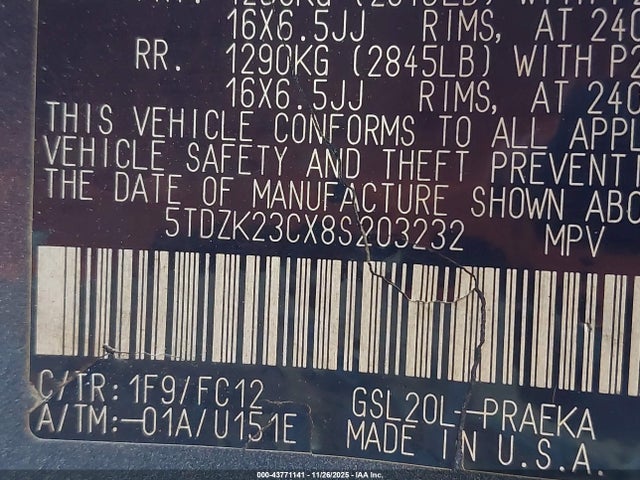 16X6.5JJ RIMS, AT 240
RR. 1290KG (2845LB) WITH P2
16X6.5JJ RIMS, AT 240
THIS VEHICLE CONFORMS TO ALL APPL
VEHICLE SAFETY AND THEFT PREVENTI
THE DATE OF MANUFACTURE SHOWN ABO
5TDZK23CX8S203232 MPV
C/TR: 1F9/FC12 GSL20L-PRAEKA
A/TM:-01A/U151E MADE IN U.S.A.
000-43771141 - 11/26/2025 - IAA Inc.